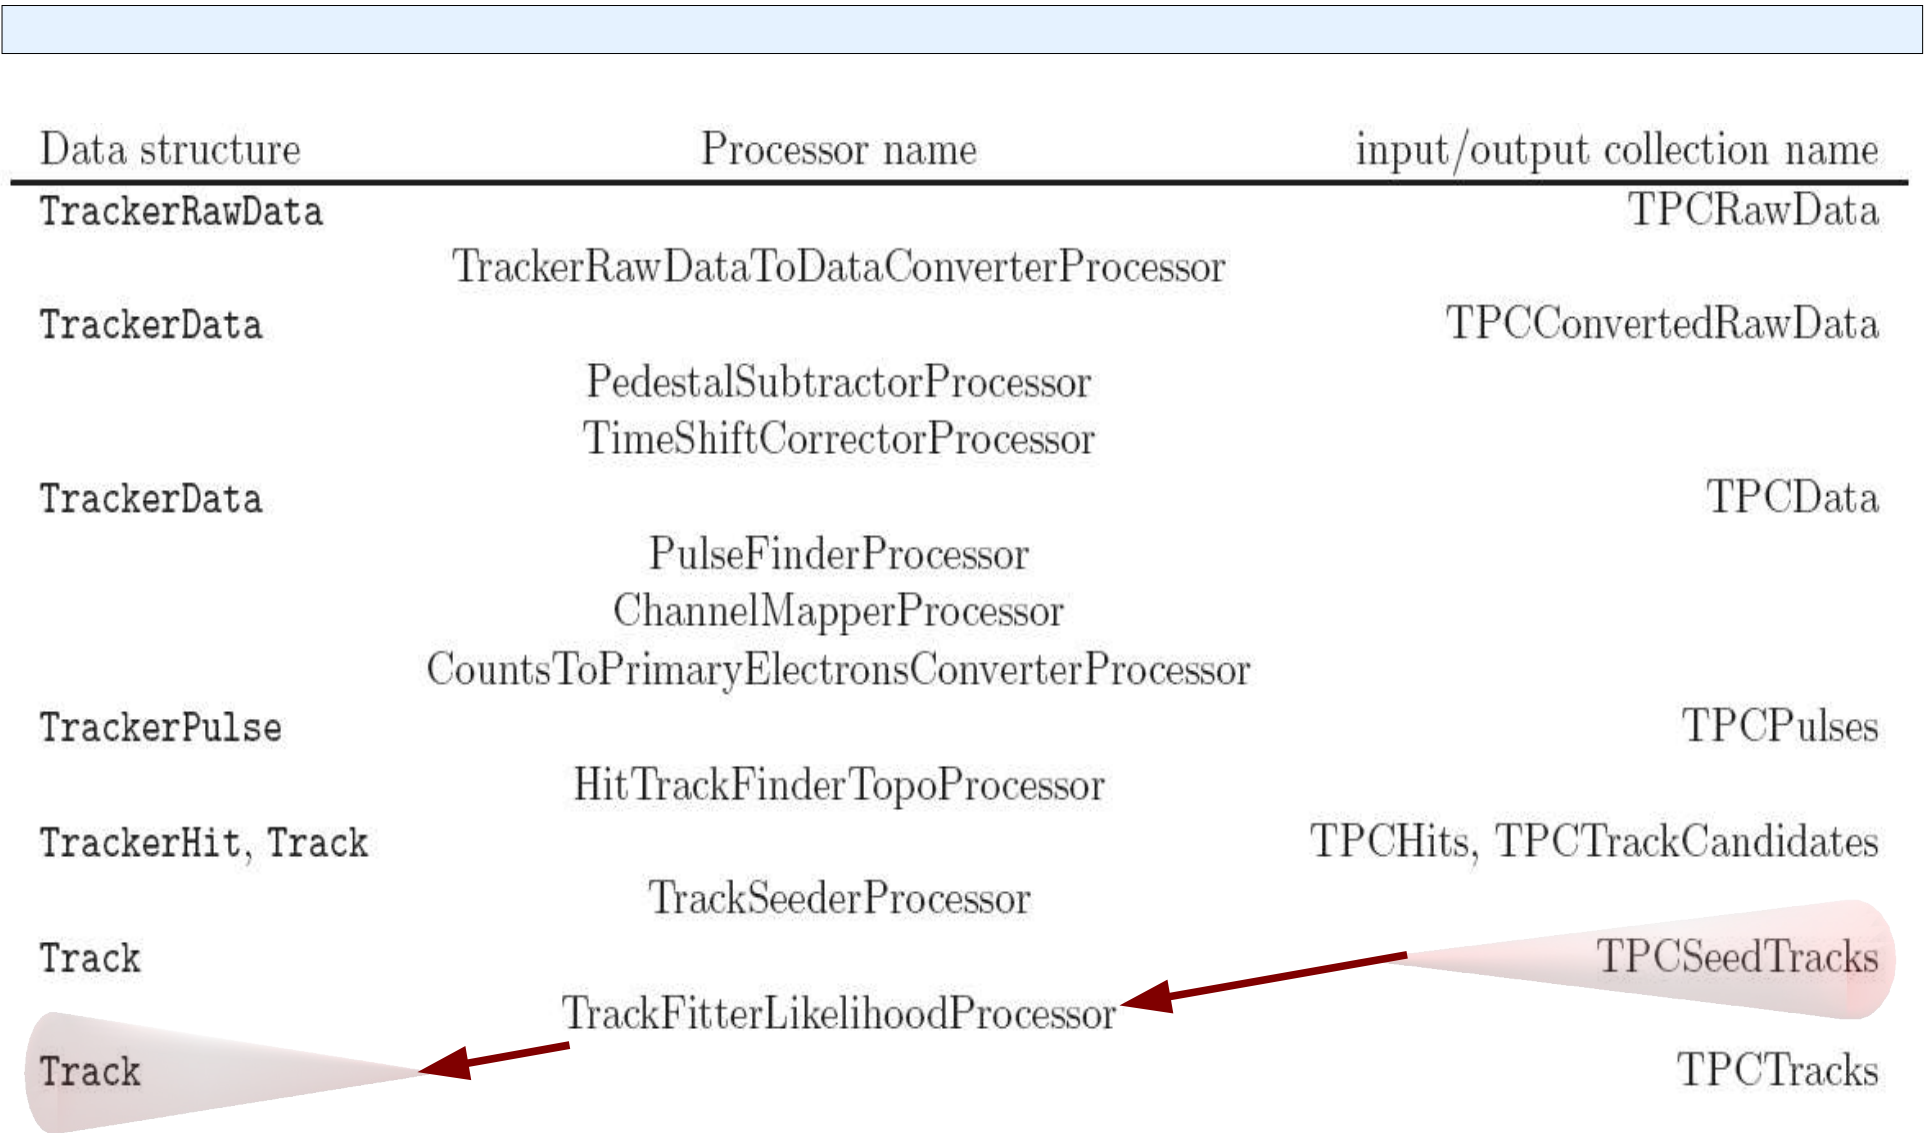 Data structure Processor name input/output collection name
TrackerRawData TPCRawData
TrackerRawDataToDataConverterProcessor
TrackerData TPCConvertedRawData
PedestalSubtractorProcessor
TimeShiftCorrectorProcessor
TrackerData TPCData
PulseFinderProcessor
ChannelMapperProcessor
CountsToPrimaryElectronsConverterProcessor
TrackerPulse TPCPulses
HitTrackFinderTopoProcessor
TrackerHit, Track TPCHits, TPCTrackCandidates
TrackSeederProcessor
Track TPCSeedTracks
TrackFitterLikelihoodProcessor
Track TPCTracks